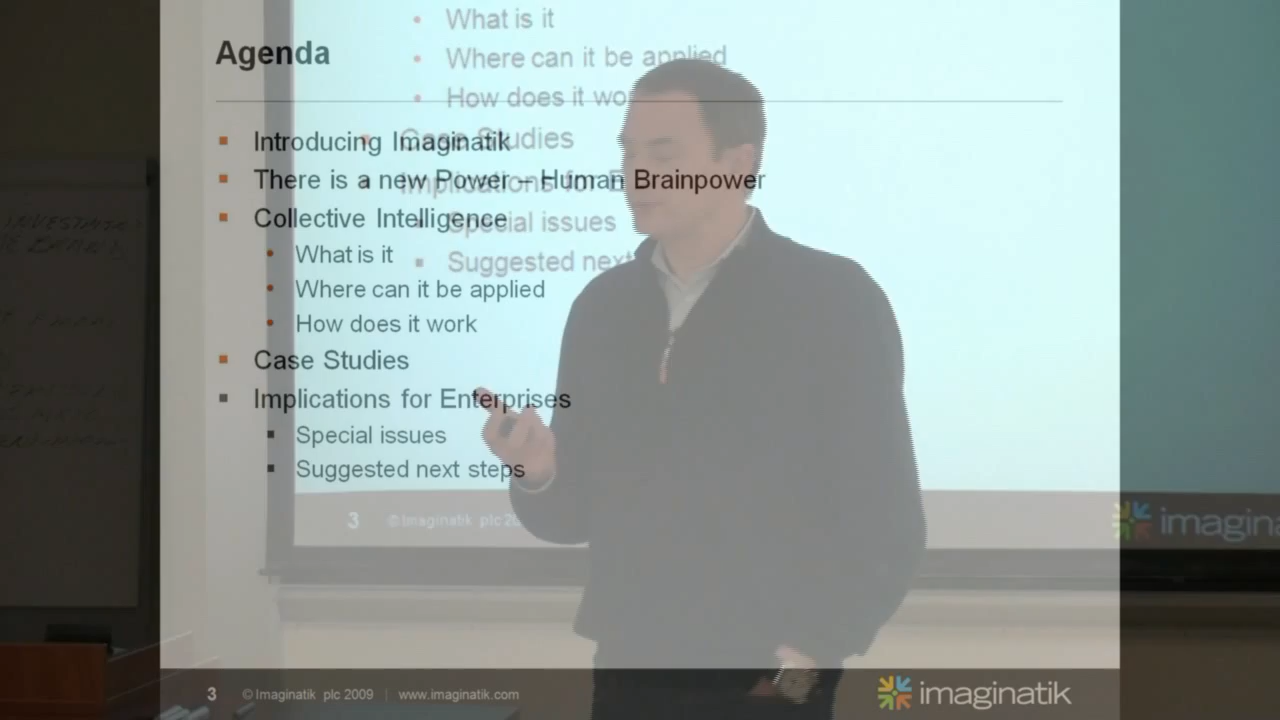 Agenda
Introducing Imaginatik
There is a new Power – Human Brainpower
Collective Intelligence
What is it
Where can it be applied
How does it work
Case Studies
Implications for Enterprises
Special issues
Suggested next steps
3 © Imaginatik plc 2009 | www.imaginatik.com
imaginatik
What is it
Where can it be applied
How does it
Case Studies
Implications for
Special issues
Suggested next
3 © Imaginatik plc